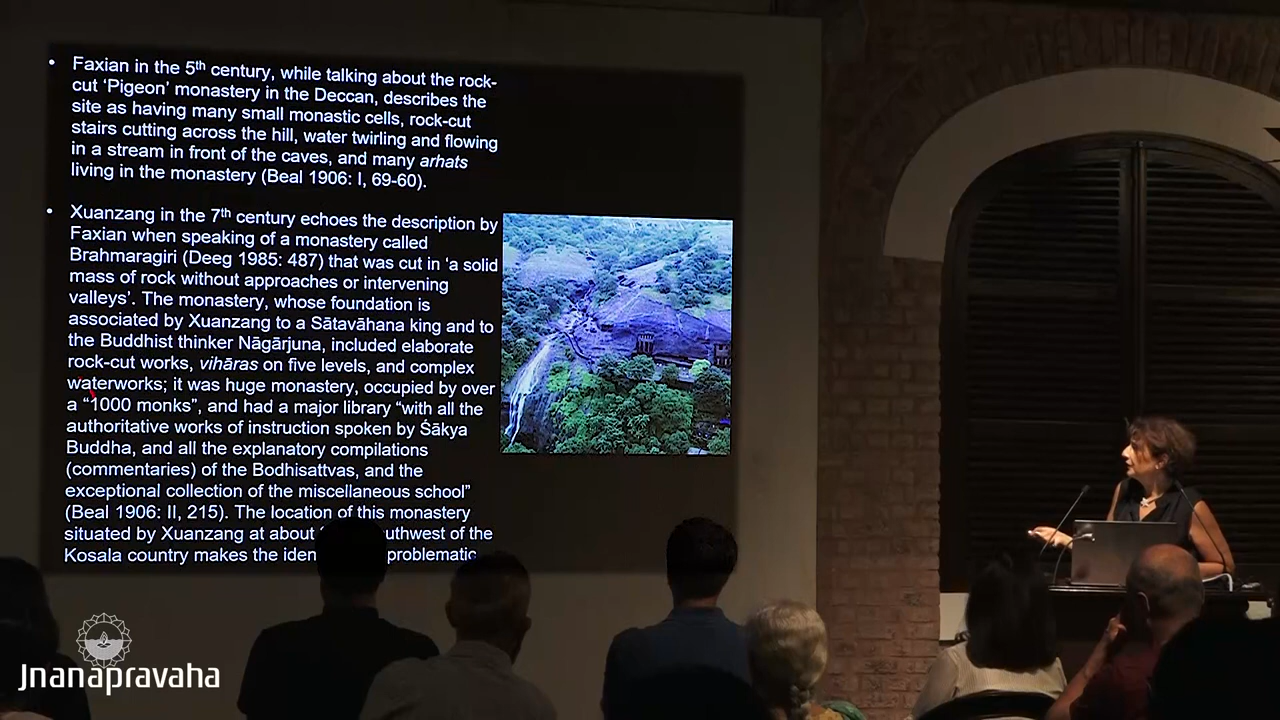 • Faxian in the 5th century, while talking about the rock-
cut ‘Pigeon’ monastery in the Deccan, describes the
site as having many small monastic cells, rock-cut
stairs cutting across the hill, water twirling and flowing
in a stream in front of the caves, and many arhats
living in the monastery (Beal 1906: I, 69-60).
• Xuanzang in the 7th century echoes the description by
Faxian when speaking of a monastery called
Brahmaragiri (Deeg 1985: 487) that was cut in ‘a solid
mass of rock without approaches or intervening
valleys’. The monastery, whose foundation is
associated by Xuanzang to a Sātavāhana king and to
the Buddhist thinker Nāgārjuna, included elaborate
rock-cut works, vihāras on five levels, and complex
waterworks; it was huge monastery, occupied by over
a “1000 monks”, and had a major library “with all the
authoritative works of instruction spoken by Śākya
Buddha, and all the explanatory compilations
(commentaries) of the Bodhisattvas, and the
exceptional collection of the miscellaneous school”
(Beal 1906: II, 215). The location of this monastery
situated by Xuanzang at about of the
Kosala country makes the problematic
Jnanapravaha